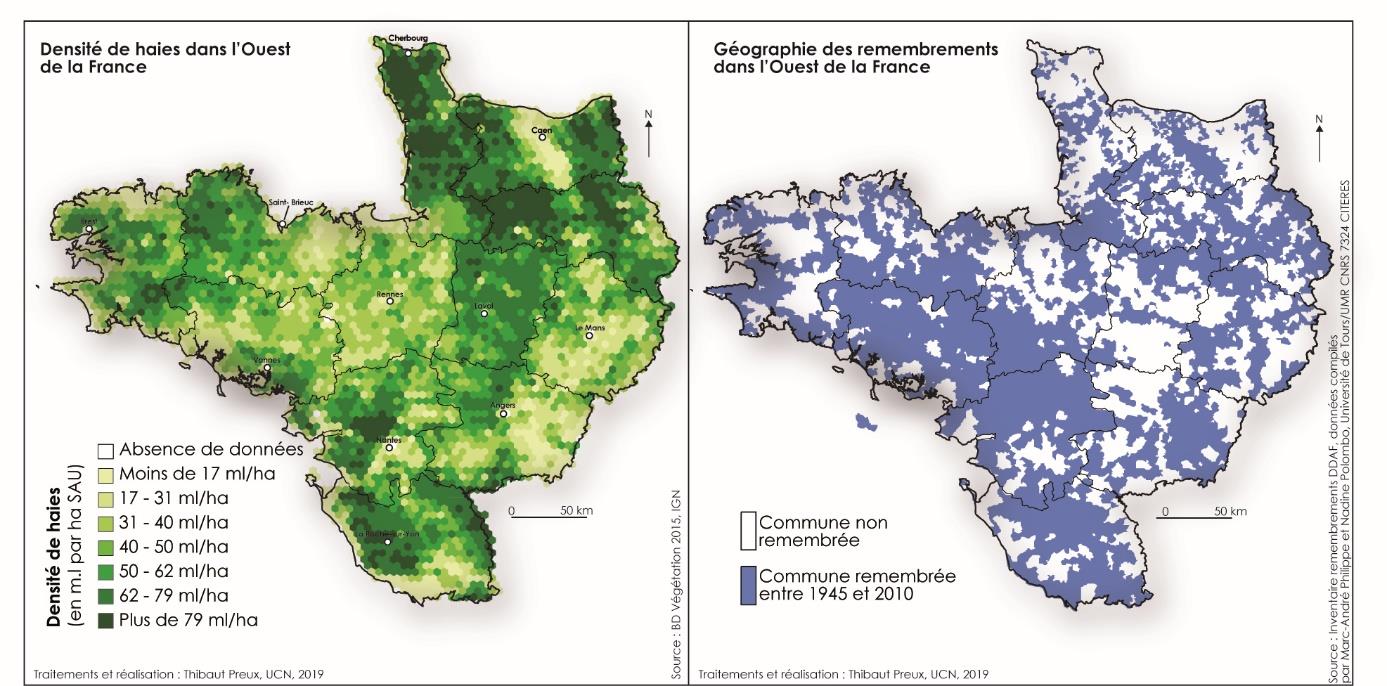 Densité de haies dans l'Ouest
de la France
Cherbourg
N
Caen
Saint- Brieuc
Brest
Rennes
Laval
Le Mans
Vannes
Angers
Nantes
La Roche-sur-Yon
Densité de haies
(en m.l par ha SAU)
Absence de données
Moins de 17 ml/ha
17 - 31 ml/ha
31 - 40 ml/ha
40 - 50 ml/ha
50 - 62 ml/ha
62 - 79 ml/ha
Plus de 79 ml/ha
0 50 km
Source : BD Végétation 2015, IGN
Traitements et réalisation : Thibaut Preux, UCN, 2019
Géographie des remembrements
dans l'Ouest de la France
N
0 50 km
Commune non
remembrée
Commune remembrée
entre 1945 et 2010
Source : Inventaire remembrements DDAF, données compilés
par Marc-André Philippe et Nadine Polombo, Université de Tours/UMR CNRS 7324 CITERES
Traitements et réalisation : Thibaut Preux, UCN, 2019